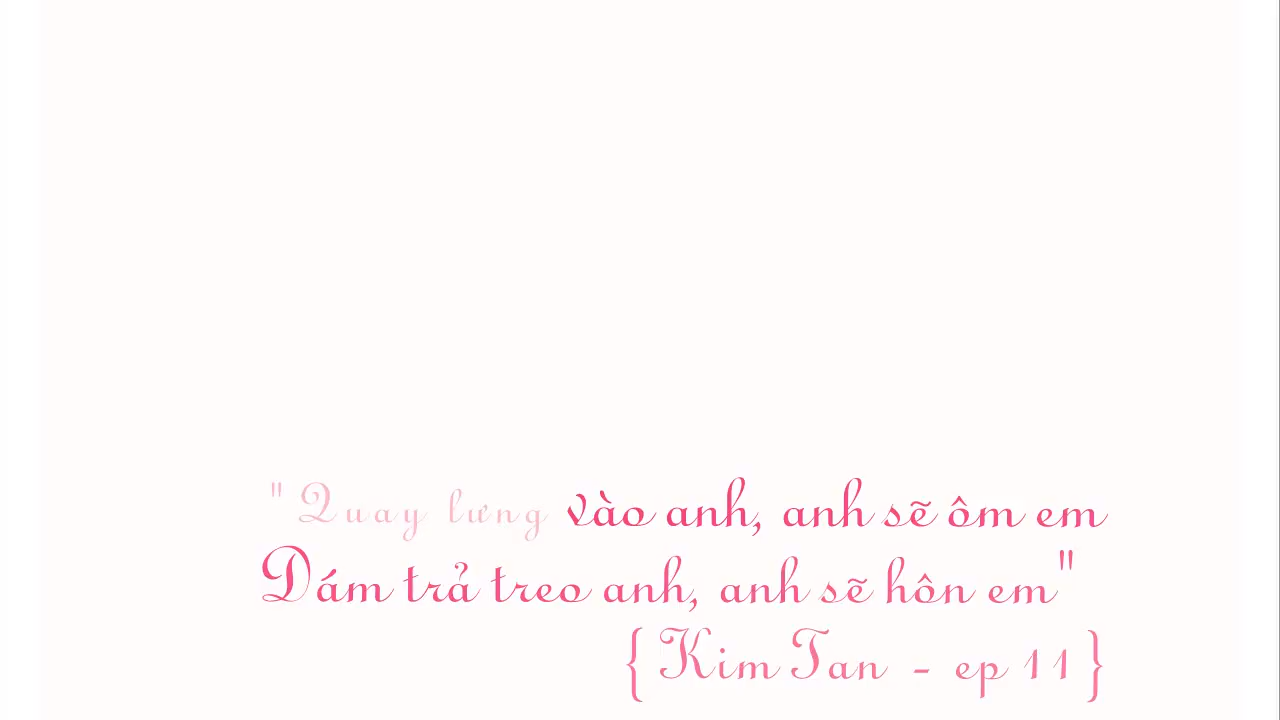 " Quay lưng vào anh, anh sẽ ôm em
Dám trả treo anh, anh sẽ hôn em"
{ Kim Tan - ep 11 }